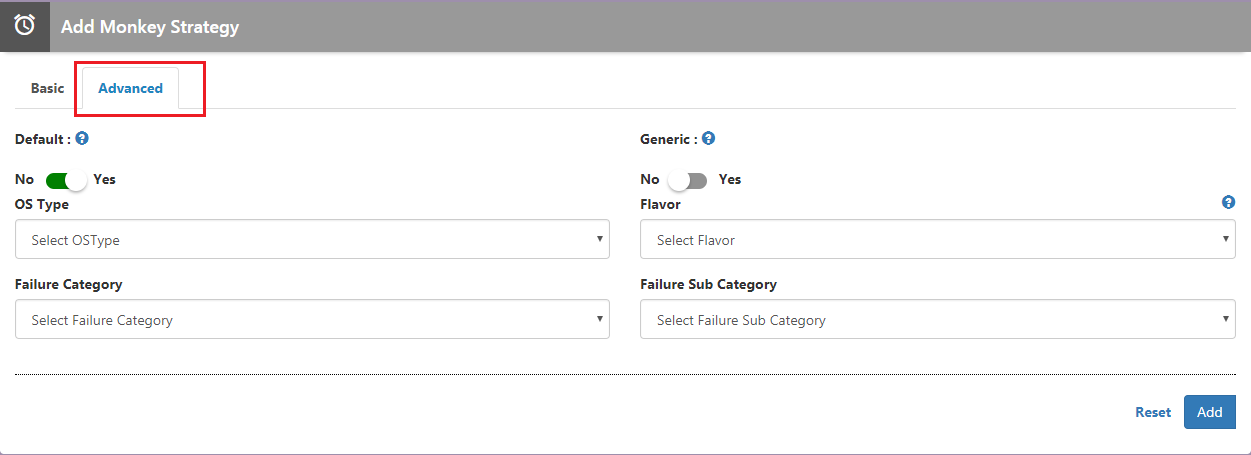 Add Monkey Strategy
Basic Advanced
Default : ? Generic : ?
No Yes No Yes
OS Type Flavor ?
Select OSType Select Flavor
Failure Category Failure Sub Category
Select Failure Category Select Failure Sub Category
Reset Add